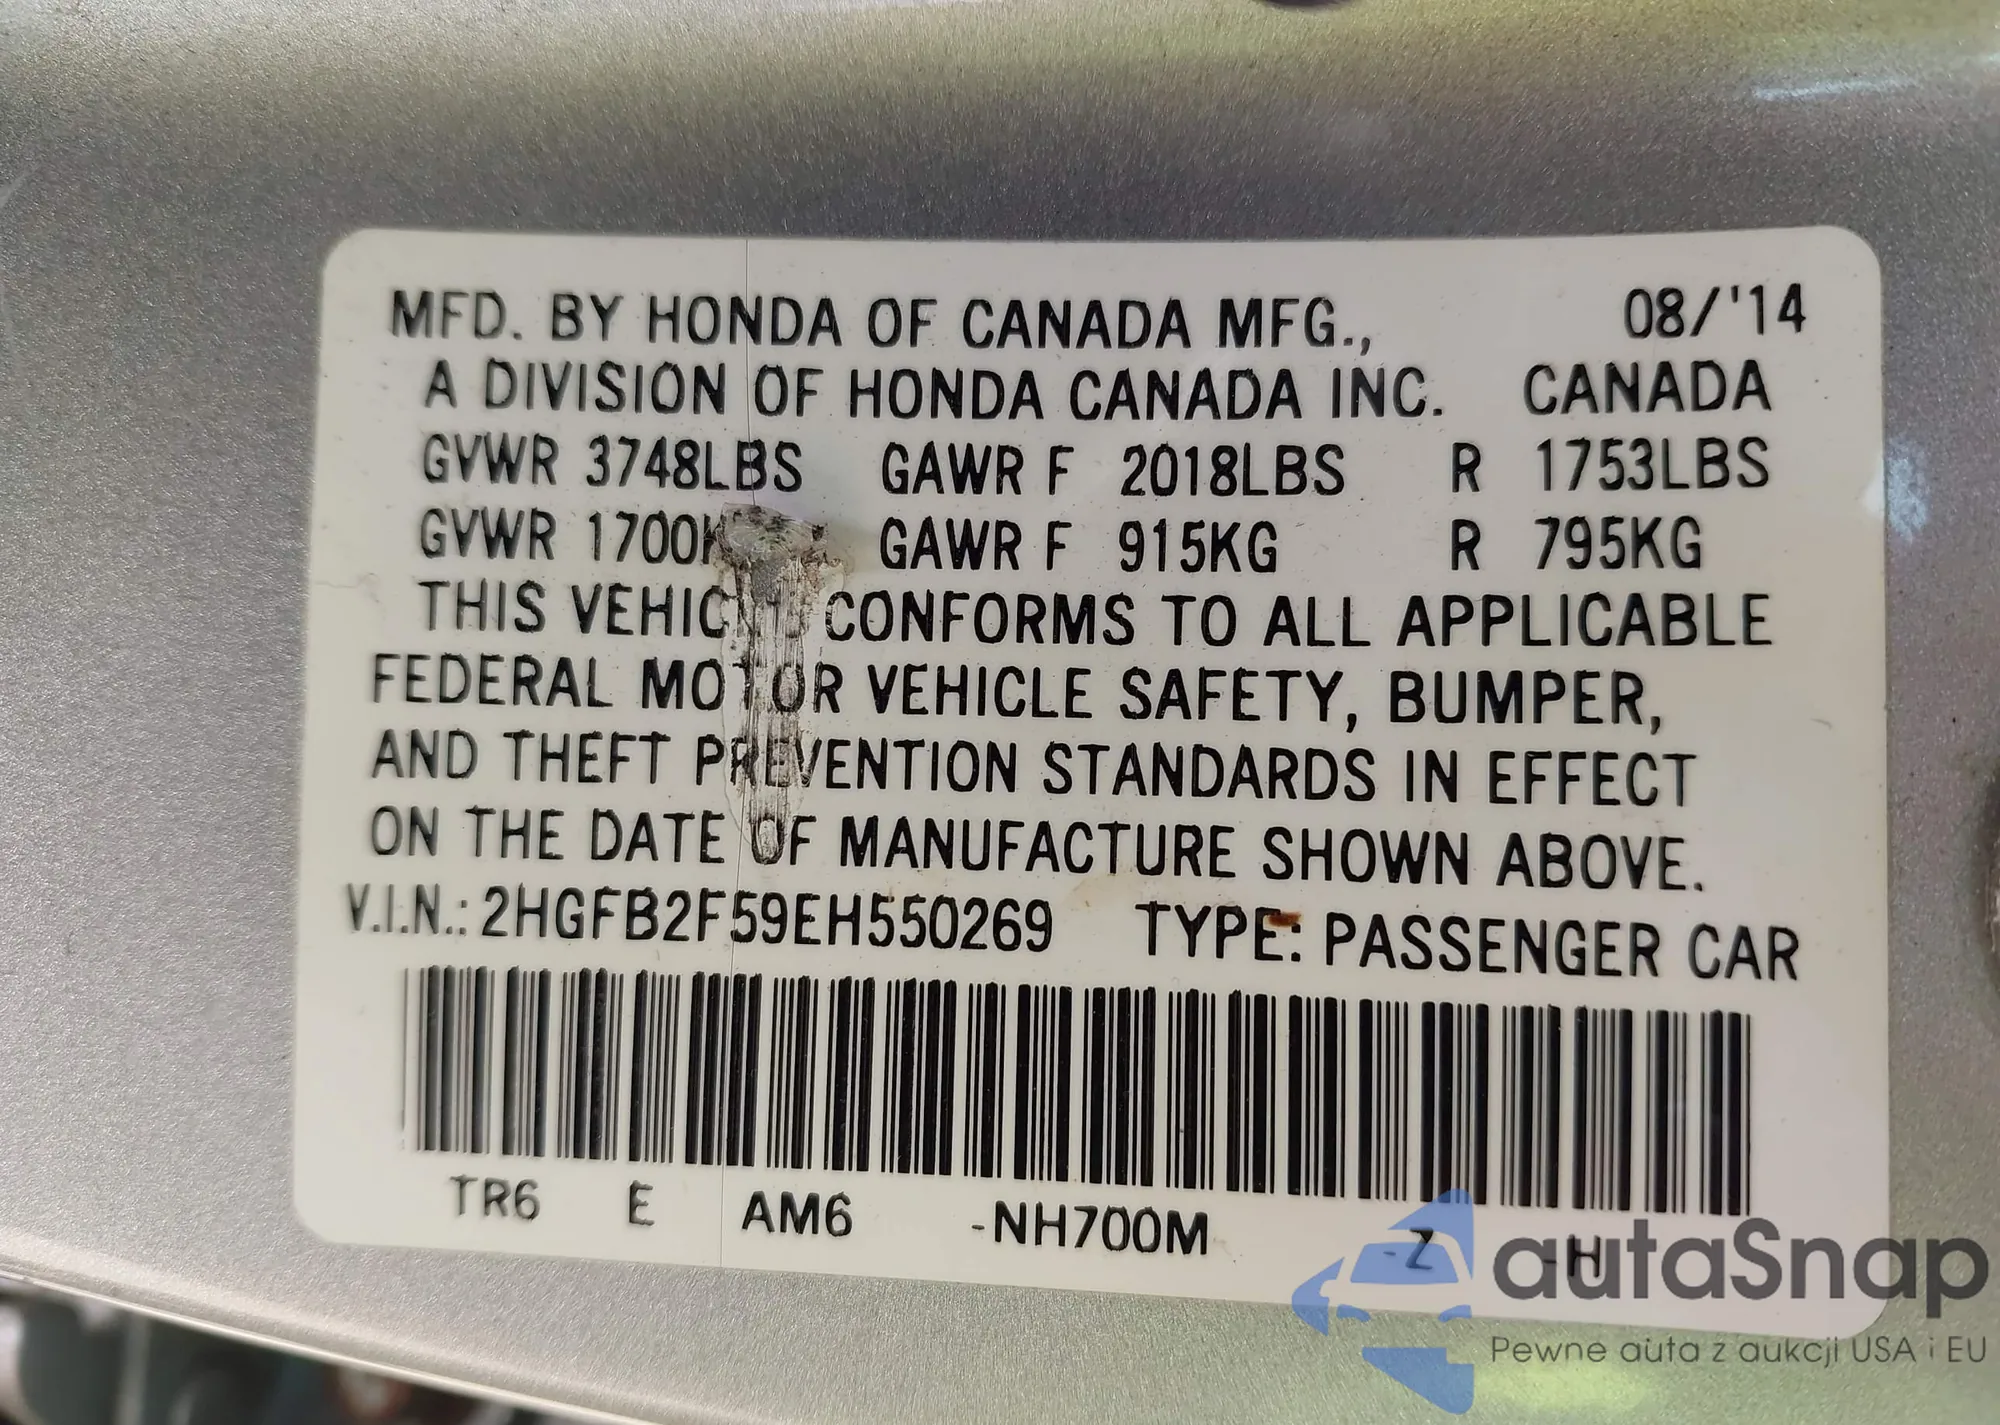 MFD. BY HONDA OF CANADA MFG., 08/'14
A DIVISION OF HONDA CANADA INC. CANADA
GVWR 3748LBS GAWR F 2018LBS R 1753LBS
GVWR 1700K GAWR F 915KG R 795KG
THIS VEHICLE CONFORMS TO ALL APPLICABLE
FEDERAL MOTOR VEHICLE SAFETY, BUMPER,
AND THEFT PREVENTION STANDARDS IN EFFECT
ON THE DATE OF MANUFACTURE SHOWN ABOVE.
V.I.N.: 2HGFB2F59EH550269 TYPE: PASSENGER CAR
TR6 E AM6 -NH700M -Z -H
autaSnap
Pewne auta z aukcji USA i EU